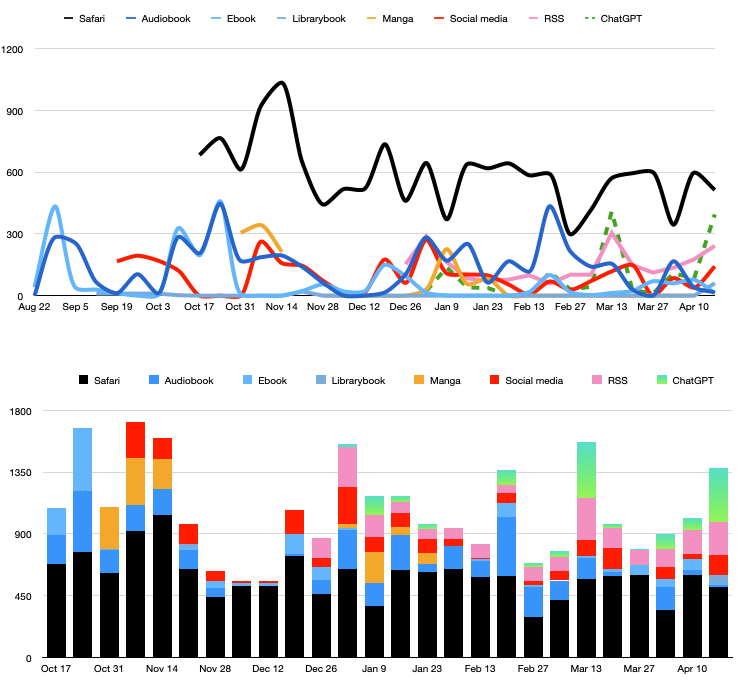 Safari Audiobook Ebook Librarybook Manga Social media RSS ChatGPT
1200
900
600
300
0
Aug 22 Sep 5 Sep 19 Oct 3 Oct 17 Oct 31 Nov 14 Nov 28 Dec 12 Dec 26 Jan 9 Jan 23 Feb 13 Feb 27 Mar 13 Mar 27 Apr 10
Safari Audiobook Ebook Librarybook Manga Social media RSS ChatGPT
1800
1350
900
450
0
Oct 17 Oct 31 Nov 14 Nov 28 Dec 12 Dec 26 Jan 9 Jan 23 Feb 13 Feb 27 Mar 13 Mar 27 Apr 10